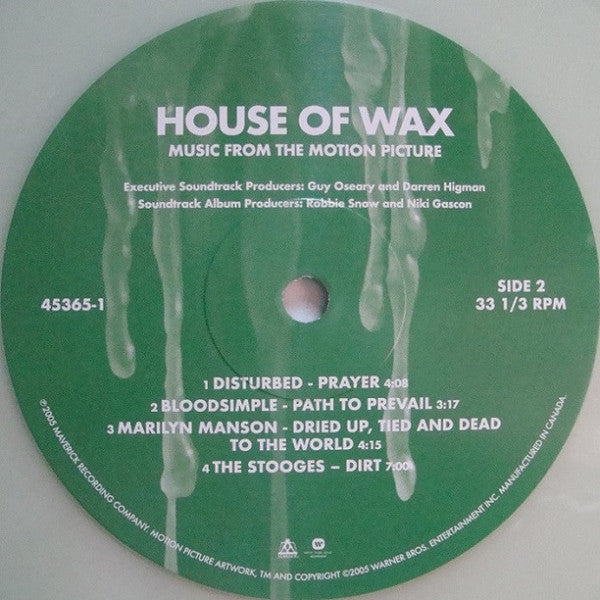 HOUSE OF WAX
MUSIC FROM THE MOTION PICTURE
Executive Soundtrack Producers: Guy Oseary and Darren Higman
Soundtrack Album Producers: Robbie Snow and Niki Gascon
45365-1
SIDE 2
33 1/3 RPM
1 DISTURBED - PRAYER 4:08
2 BLOODSIMPLE - PATH TO PREVAIL 3:17
3 MARILYN MANSON - DRIED UP, TIED AND DEAD
TO THE WORLD 4:15
4 THE STOOGES – DIRT 7:00
℗2005 MAVERICK RECORDING COMPANY. MOTION PICTURE ARTWORK, TM AND COPYRIGHT ©2005 WARNER BROS. ENTERTAINMENT INC. MANUFACTURED IN CANADA.